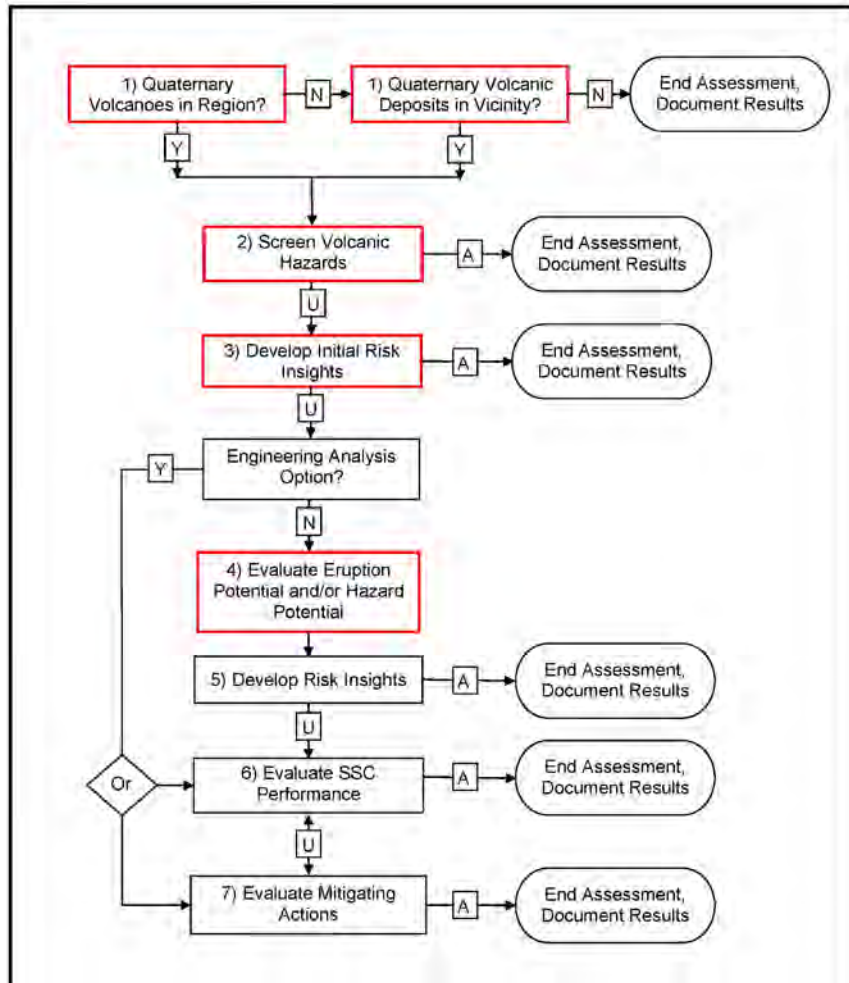 1) Quaternary
Volcanoes in Region?
N
1) Quaternary Volcanic
Deposits in Vicinity?
N
End Assessment,
Document Results
Y
Y
2) Screen Volcanic
Hazards
A
End Assessment,
Document Results
U
3) Develop Initial Risk
Insights
A
End Assessment,
Document Results
U
Engineering Analysis
Option?
Y
N
4) Evaluate Eruption
Potential and/or Hazard
Potential
5) Develop Risk Insights
A
End Assessment,
Document Results
U
Or
6) Evaluate SSC
Performance
A
End Assessment,
Document Results
U
7) Evaluate Mitigating
Actions
A
End Assessment,
Document Results